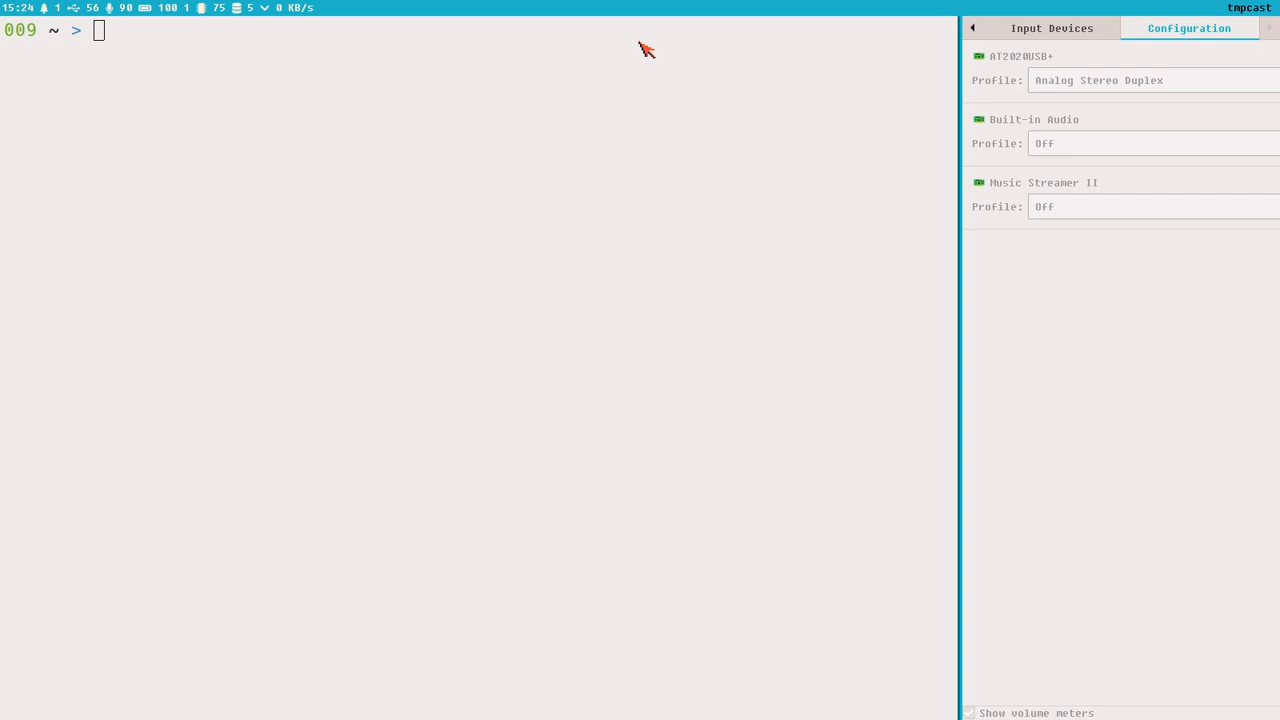 15:24 1 56 90 100 1 75 5 0 KB/s tmpcast
009 ~ >
Input Devices Configuration
AT2020USB+
Profile: Analog Stereo Duplex
Built-in Audio
Profile: Off
Music Streamer II
Profile: Off
Show volume meters